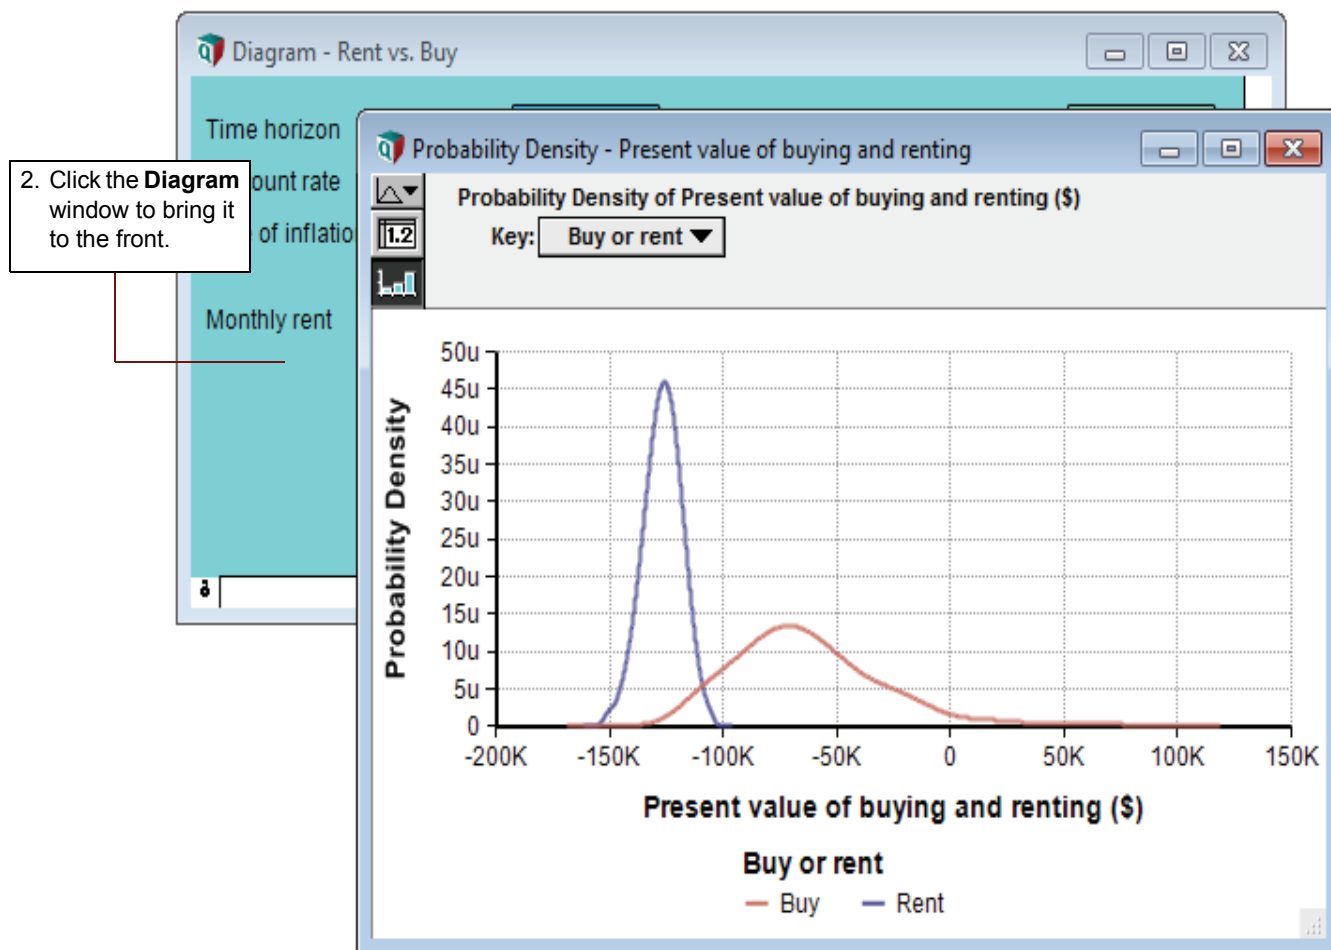 Diagram - Rent vs. Buy
Time horizon
ount rate
of inflatio
Monthly rent
2. Click the Diagram
window to bring it
to the front.
Probability Density - Present value of buying and renting
Probability Density of Present value of buying and renting ($)
1.2
Key: Buy or rent
Probability Density
50u
45u
40u
35u
30u
25u
20u
15u
10u
5u
0
-200K -150K -100K -50K 0 50K 100K 150K
Present value of buying and renting ($)
Buy or rent
Buy Rent